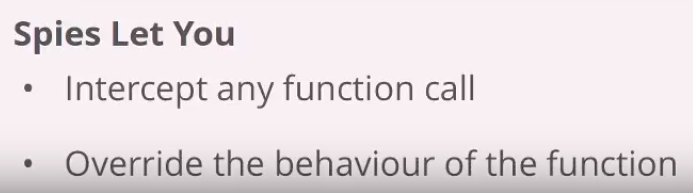 Spies Let You
• Intercept any function call
• Override the behaviour of the function